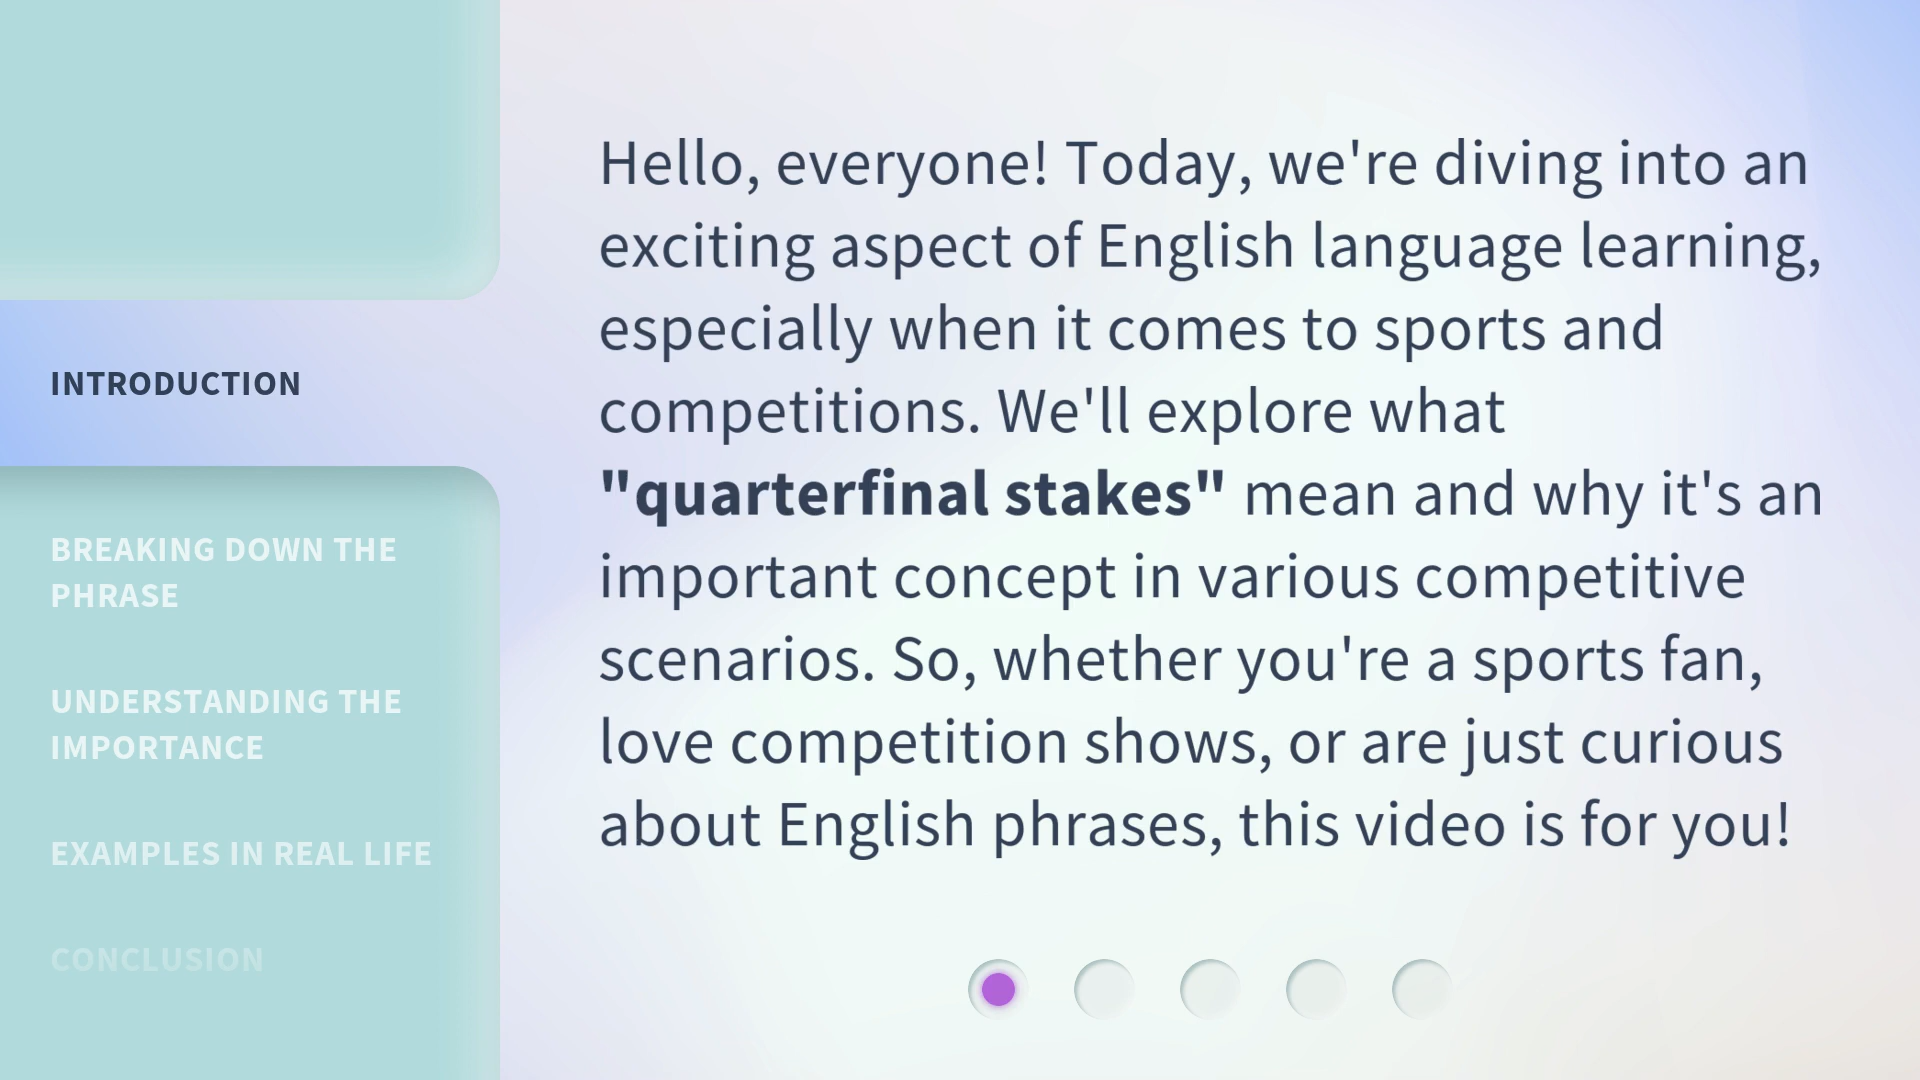 INTRODUCTION
BREAKING DOWN THE
PHRASE
UNDERSTANDING THE
IMPORTANCE
EXAMPLES IN REAL LIFE
CONCLUSION
Hello, everyone! Today, we're diving into an
exciting aspect of English language learning,
especially when it comes to sports and
competitions. We'll explore what
"quarterfinal stakes" mean and why it's an
important concept in various competitive
scenarios. So, whether you're a sports fan,
love competition shows, or are just curious
about English phrases, this video is for you!